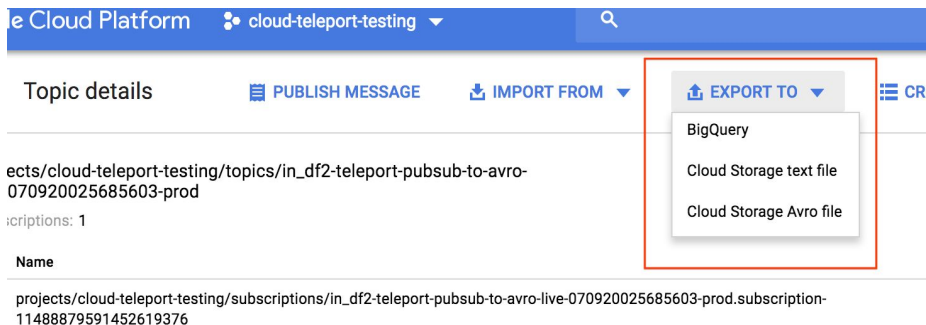 le Cloud Platform cloud-teleport-testing
Topic details PUBLISH MESSAGE IMPORT FROM EXPORT TO CR
BigQuery
Cloud Storage text file
Cloud Storage Avro file
ects/cloud-teleport-testing/topics/in_df2-teleport-pubsub-to-avro-
070920025685603-prod
scriptions: 1
Name
projects/cloud-teleport-testing/subscriptions/in_df2-teleport-pubsub-to-avro-live-070920025685603-prod.subscription-
11488879591452619376